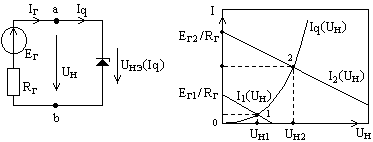 Iг a Iq
Eг
Rг
Uн
Uнэ(Iq)
b
I
Iq(Uн)
Eг2/Rг
2
I2(Uн)
Eг1/Rг
I1(Uн)
1
0
Uн1 Uн2 Uн